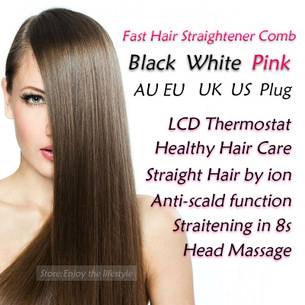 Fast Hair Straightener Comb
Black White Pink
AU EU UK US Plug
LCD Thermostat
Healthy Hair Care
Straight Hair by ion
Anti-scald function
Straitening in 8s
Head Massage
Store:Enjoy the lifestyle